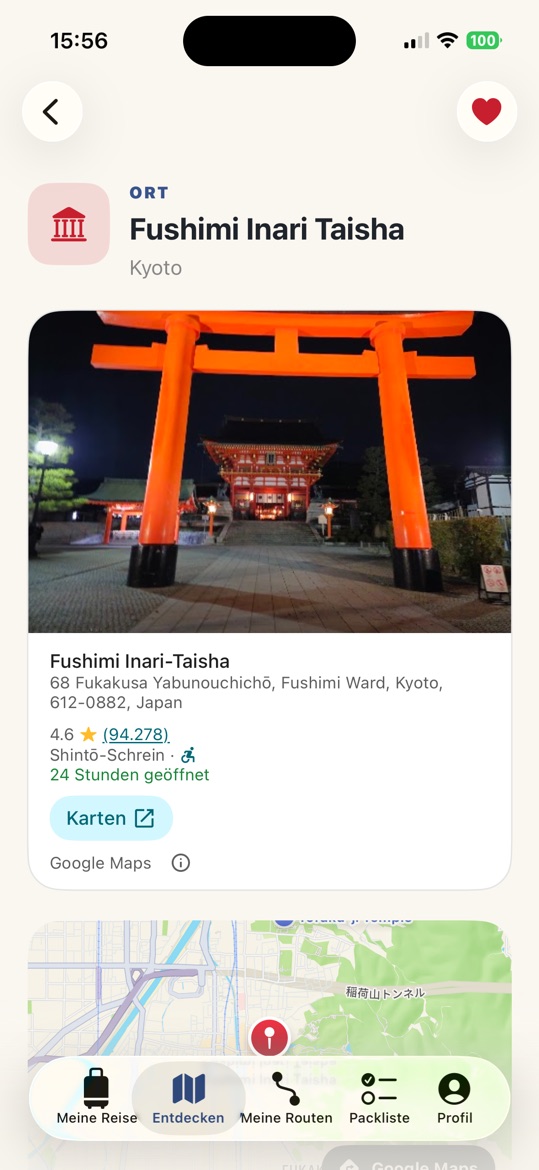 15:56
100
ORT
Fushimi Inari Taisha
Kyoto
Fushimi Inari-Taisha
68 Fukakusa Yabunouchichō, Fushimi Ward, Kyoto,
612-0882, Japan
4.6 ★ (94.278)
Shintō-Schrein ·
24 Stunden geöffnet
Karten
Google Maps
稲荷山トンネル
Meine Reise
Entdecken
Meine Routen
Packliste
Profil
Google Maps